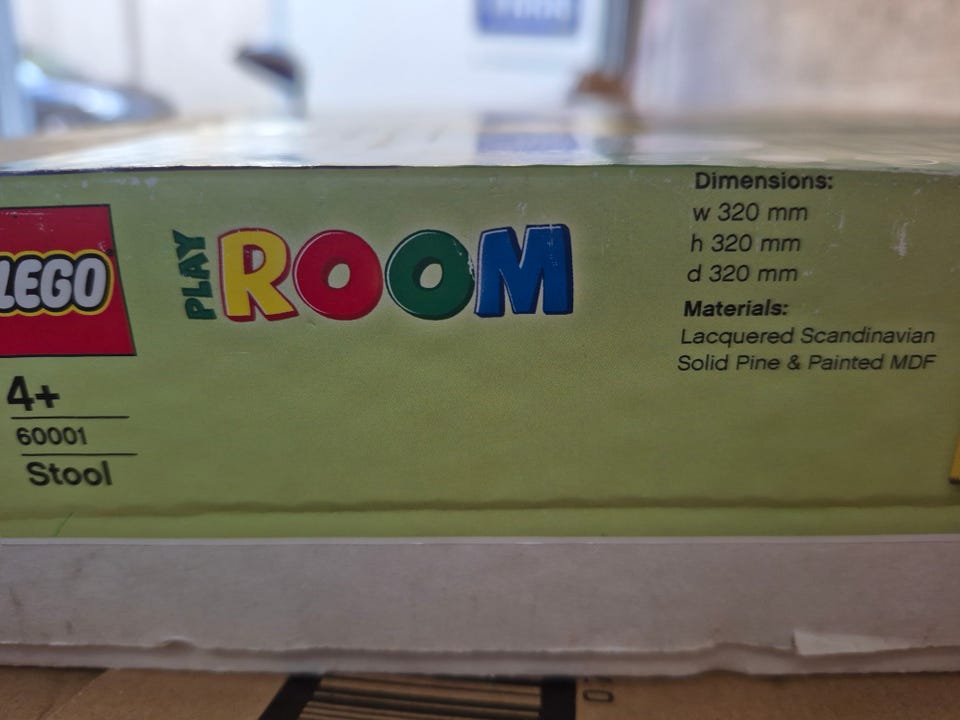 LEGO
4+
60001
Stool
PLAY
ROOM
Dimensions:
w 320 mm
h 320 mm
d 320 mm
Materials:
Lacquered Scandinavian
Solid Pine & Painted MDF